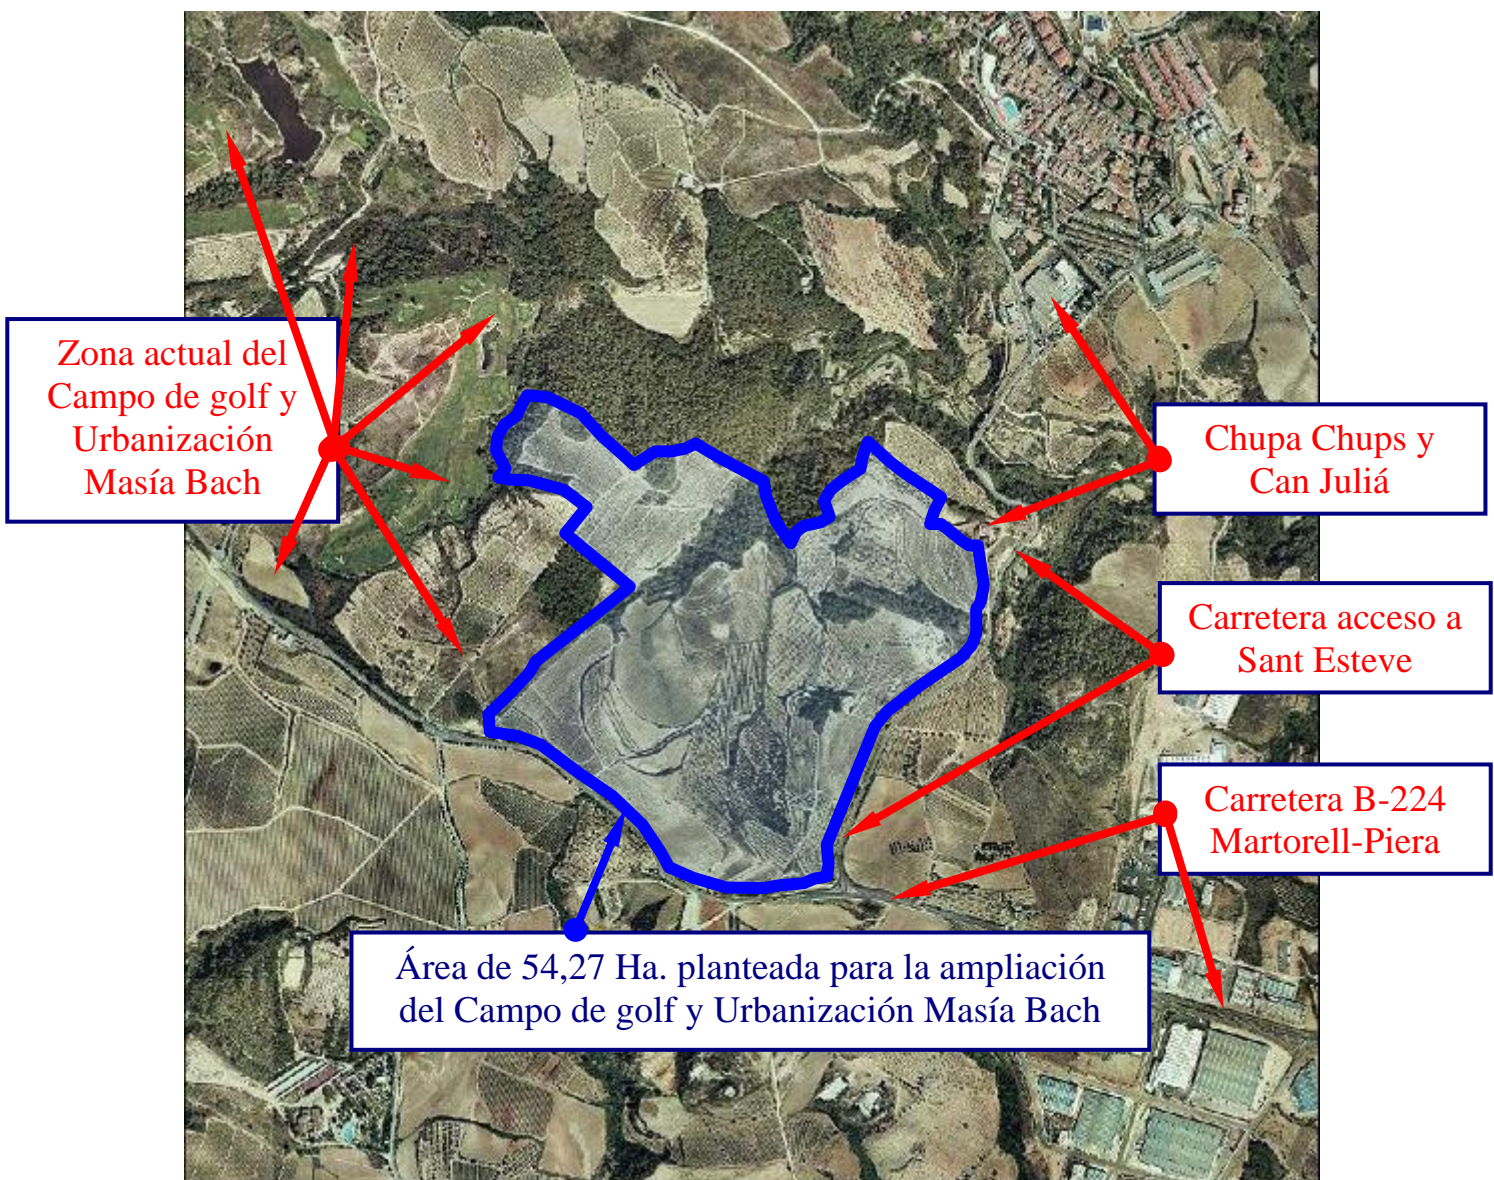 Zona actual del
Campo de golf y
Urbanización
Masía Bach
Chupa Chups y
Can Juliá
Carretera acceso a
Sant Esteve
Carretera B-224
Martorell-Piera
Área de 54,27 Ha. planteada para la ampliación
del Campo de golf y Urbanización Masía Bach